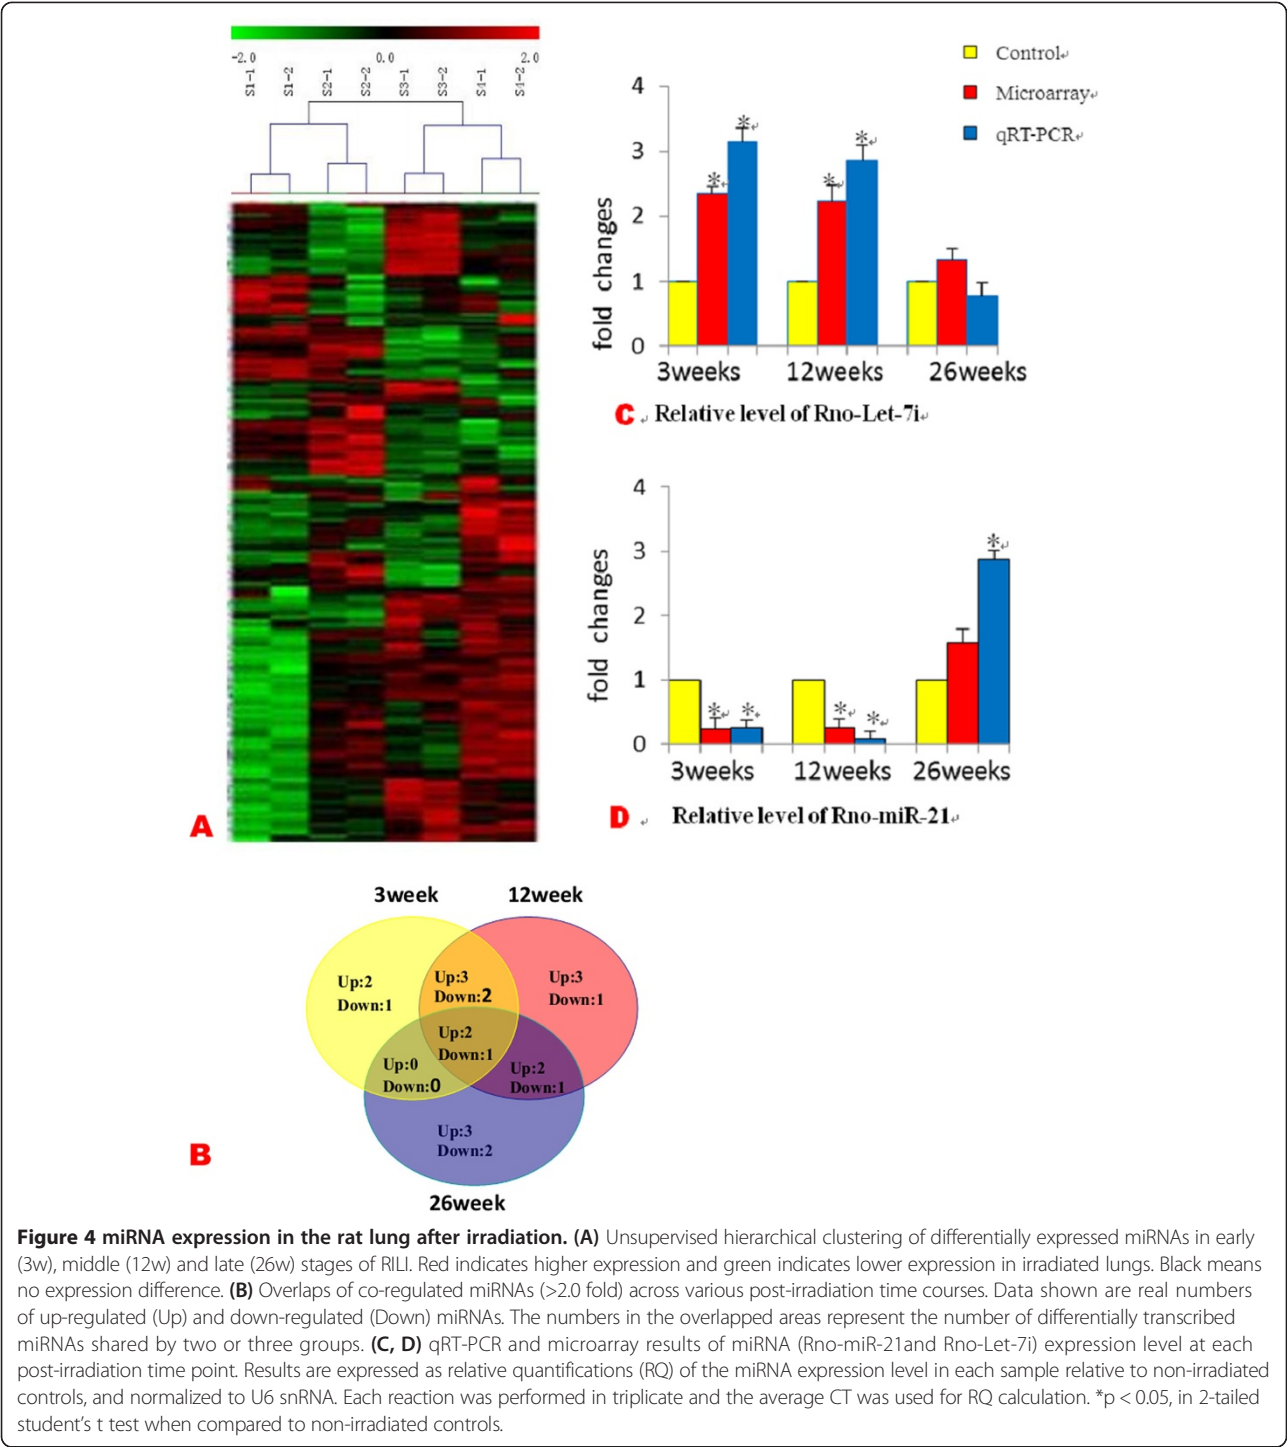 -2.0 0.0 2.0
S1-1 S1-2 S2-1 S2-2 S3-1 S3-2 S4-1 S4-2
A
Control
Microarray
qRT-PCR
fold changes
4
3
2
1
0
* * * *
3weeks 12weeks 26weeks
C Relative level of Rno-Let-7i
fold changes
4
3
2
1
0
* * * * *
3weeks 12weeks 26weeks
D Relative level of Rno-miR-21
3week 12week
Up:2
Down:1
Up:3
Down:2
Up:3
Down:1
Up:2
Down:1
Up:0
Down:0
Up:2
Down:1
Up:3
Down:2
B
26week
Figure 4 miRNA expression in the rat lung after irradiation. (A) Unsupervised hierarchical clustering of differentially expressed miRNAs in early
(3w), middle (12w) and late (26w) stages of RILI. Red indicates higher expression and green indicates lower expression in irradiated lungs. Black means
no expression difference. (B) Overlaps of co-regulated miRNAs (>2.0 fold) across various post-irradiation time courses. Data shown are real numbers
of up-regulated (Up) and down-regulated (Down) miRNAs. The numbers in the overlapped areas represent the number of differentially transcribed
miRNAs shared by two or three groups. (C, D) qRT-PCR and microarray results of miRNA (Rno-miR-21and Rno-Let-7i) expression level at each
post-irradiation time point. Results are expressed as relative quantifications (RQ) of the miRNA expression level in each sample relative to non-irradiated
controls, and normalized to U6 snRNA. Each reaction was performed in triplicate and the average CT was used for RQ calculation. *p < 0.05, in 2-tailed
student's t test when compared to non-irradiated controls.